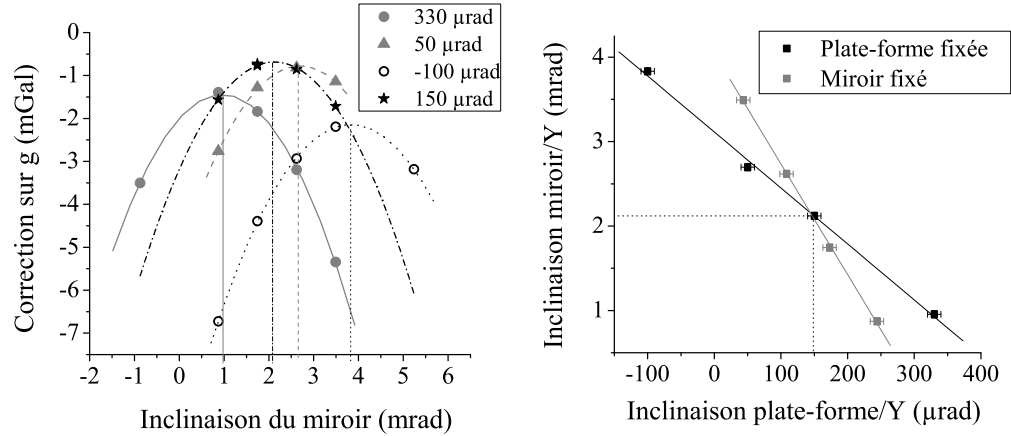 330 µrad
50 µrad
-100 µrad
150 µrad
Correction sur g (mGal)
0
-1
-2
-3
-4
-5
-6
-7
-2 -1 0 1 2 3 4 5 6
Inclinaison du miroir (mrad)
Plate-forme fixée
Miroir fixé
Inclinaison miroir/Y (mrad)
4
3
2
1
-100 0 100 200 300 400
Inclinaison plate-forme/Y (µrad)